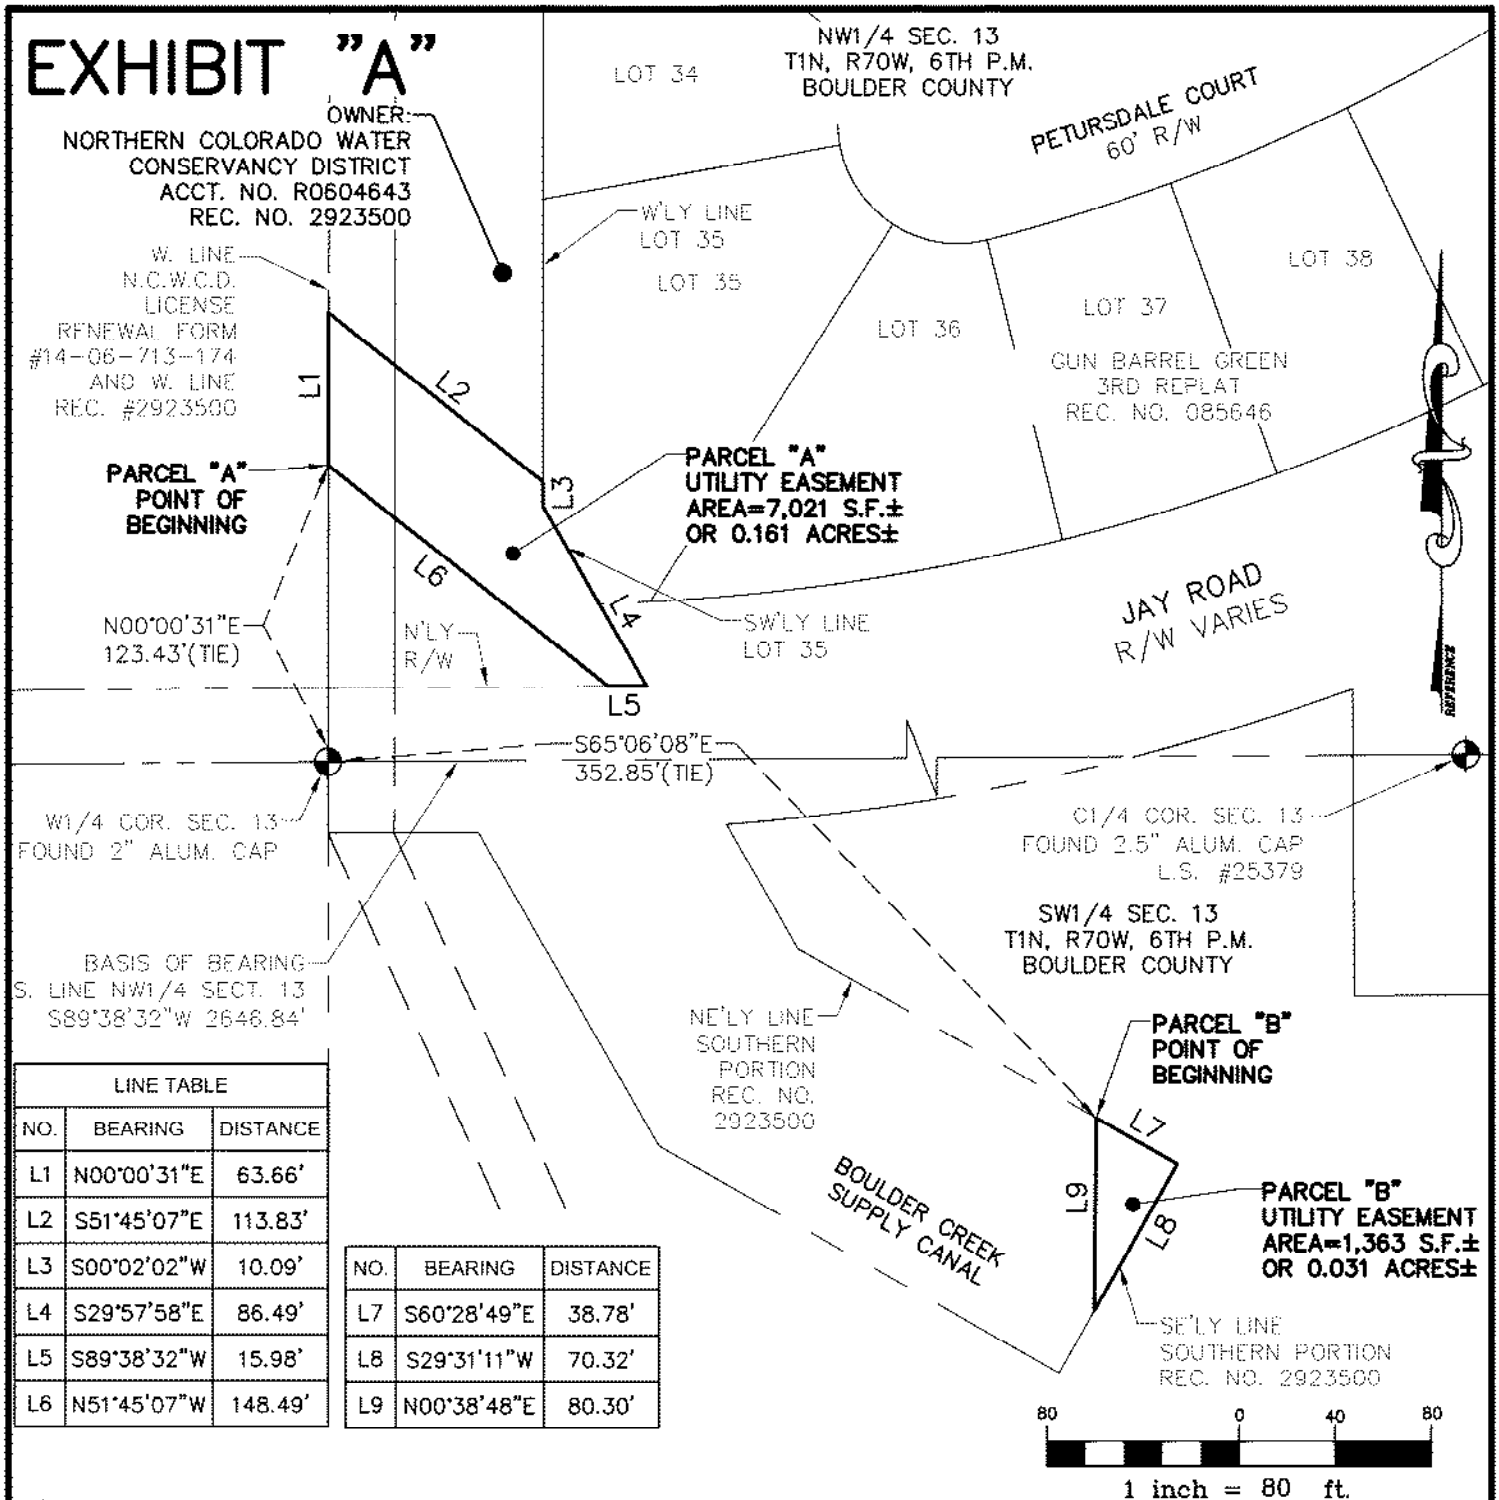 EXHIBIT "A"
OWNER:
NORTHERN COLORADO WATER
CONSERVANCY DISTRICT
ACCT. NO. R0604643
REC. NO. 2923500
NW1/4 SEC. 13
T1N, R70W, 6TH P.M.
BOULDER COUNTY
LOT 34
PETURSDALE COURT
60' R/W
W'LY LINE
LOT 35
LOT 35
LOT 36
LOT 37
LOT 38
GUN BARREL GREEN
3RD REPLAT
REC. NO. 085646
W. LINE
N.C.W.C.D.
LICENSE
RENEWAL FORM
#14-06-713-174
AND W. LINE
REC. #2923500
L1
L2
L3
L4
L5
L6
PARCEL "A"
POINT OF
BEGINNING
PARCEL "A"
UTILITY EASEMENT
AREA=7,021 S.F.±
OR 0.161 ACRES±
N00°00'31"E
123.43'(TIE)
N'LY
R/W
SW'LY LINE
LOT 35
JAY ROAD
R/W VARIES
REFERENCE
S65°06'08"E
352.85'(TIE)
W1/4 COR. SEC. 13
FOUND 2" ALUM. CAP
C1/4 COR. SEC. 13
FOUND 2.5" ALUM. CAP
L.S. #25379
SW1/4 SEC. 13
T1N, R70W, 6TH P.M.
BOULDER COUNTY
BASIS OF BEARING
S. LINE NW1/4 SECT. 13
S89°38'32"W 2646.84'
NE'LY LINE
SOUTHERN
PORTION
REC. NO.
2923500
PARCEL "B"
POINT OF
BEGINNING
L7
L8
L9
BOULDER CREEK
SUPPLY CANAL
PARCEL "B"
UTILITY EASEMENT
AREA=1,363 S.F.±
OR 0.031 ACRES±
SE'LY LINE
SOUTHERN PORTION
REC. NO. 2923500
LINE TABLE
NO. BEARING DISTANCE
L1 N00°00'31"E 63.66'
L2 S51°45'07"E 113.83'
L3 S00°02'02"W 10.09'
L4 S29°57'58"E 86.49'
L5 S89°38'32"W 15.98'
L6 N51°45'07"W 148.49'
NO. BEARING DISTANCE
L7 S60°28'49"E 38.78'
L8 S29°31'11"W 70.32'
L9 N00°38'48"E 80.30'
80 0 40 80
1 inch = 80 ft.